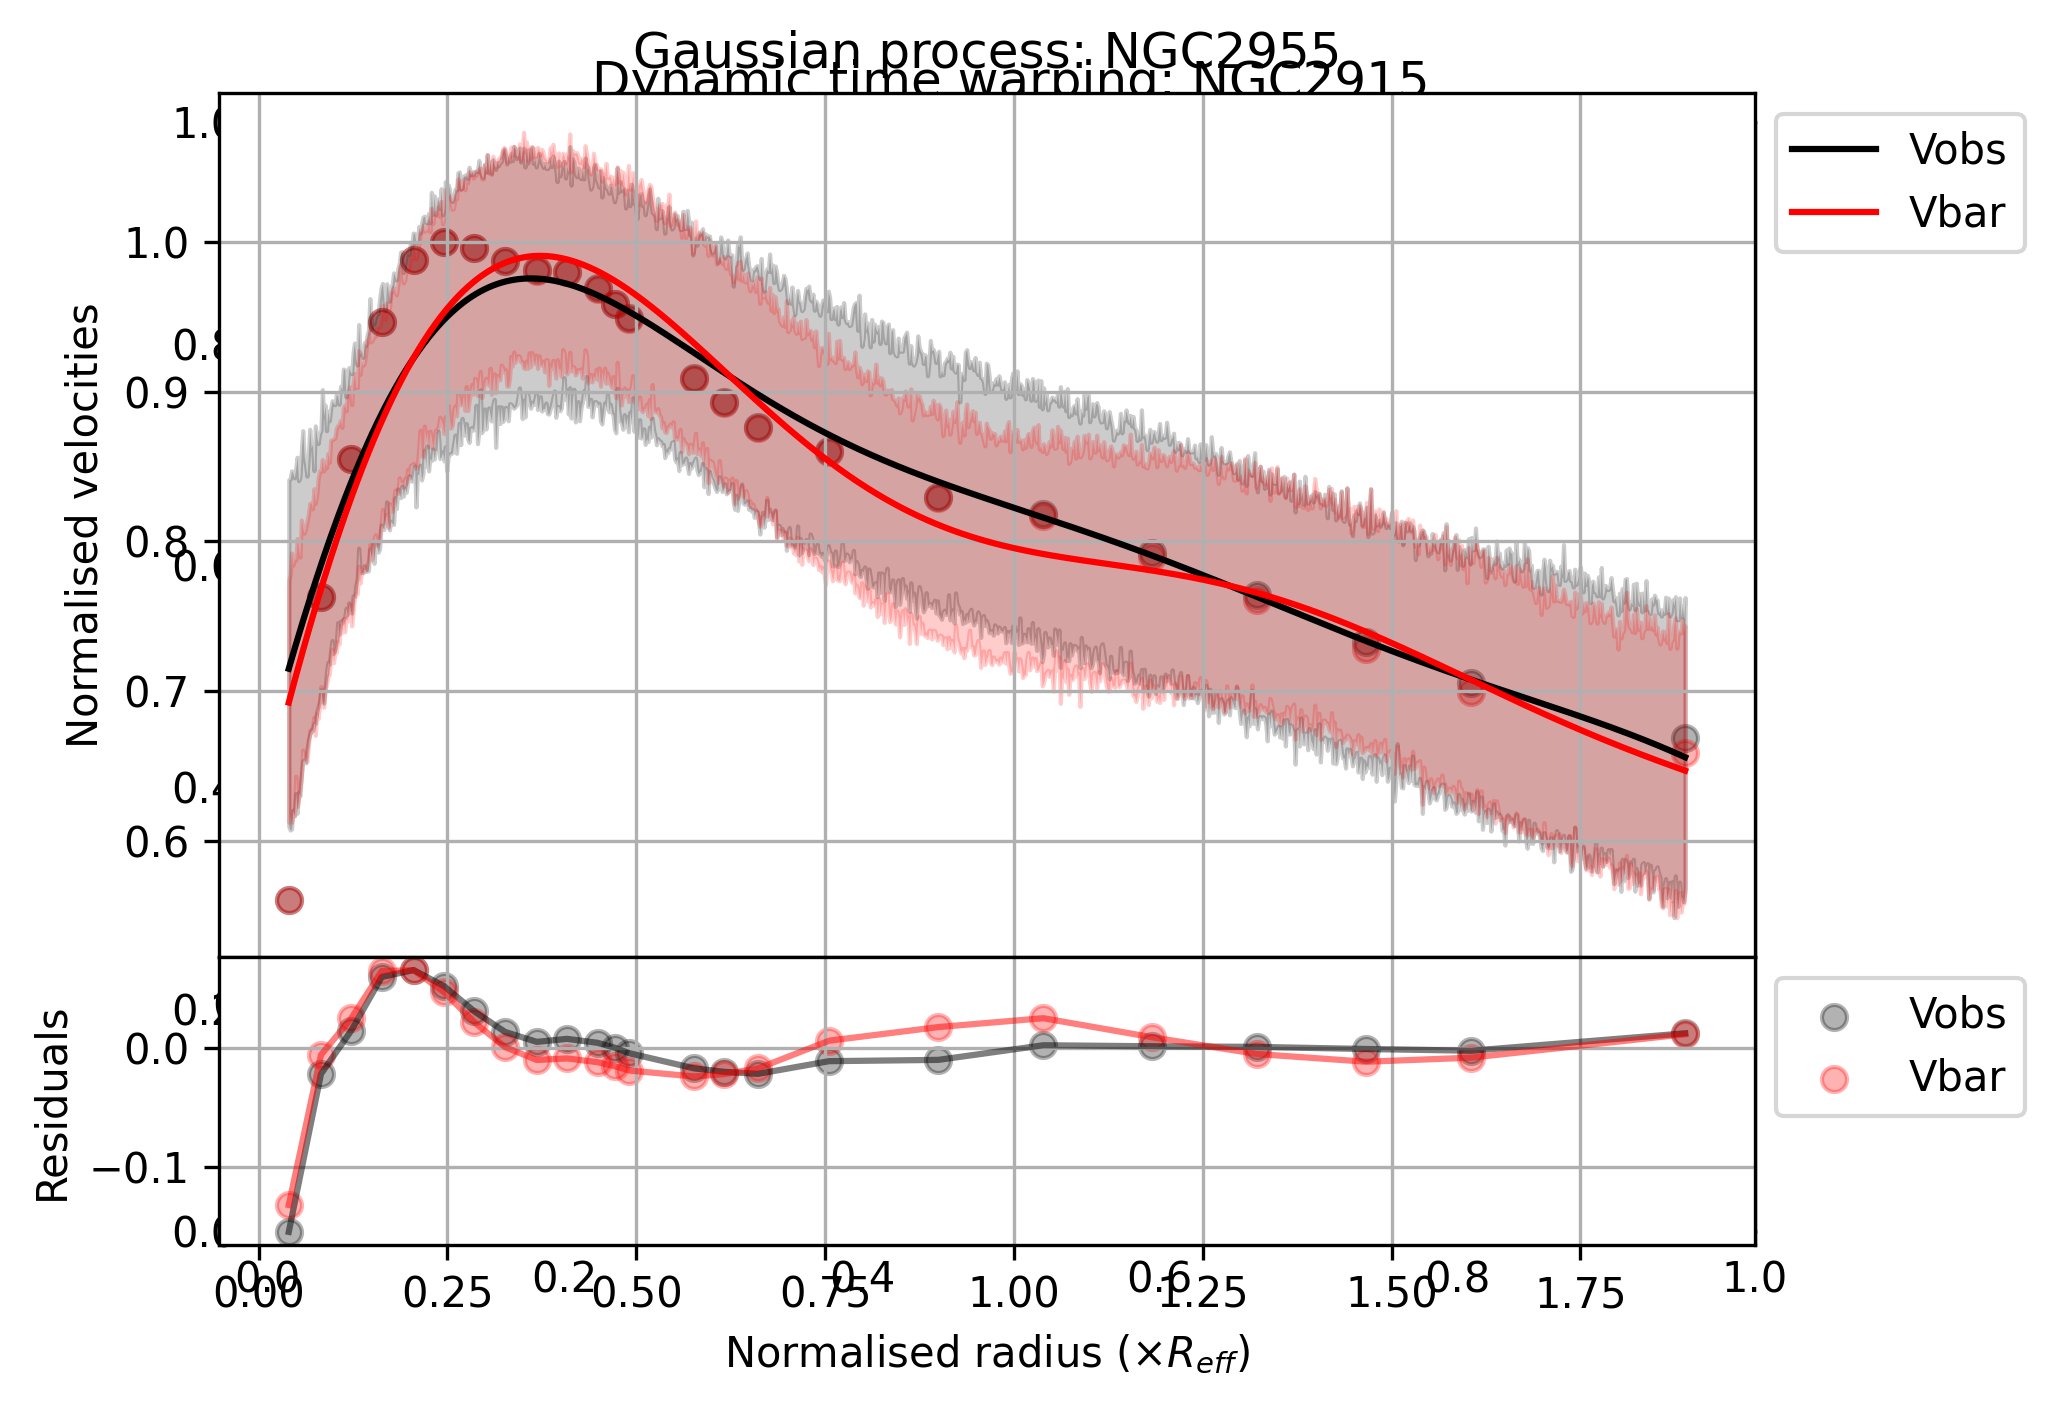 Gaussian process: NGC2955
Dynamic time warping: NGC2915
Normalised velocities
1.0
0.9
0.8
0.7
0.6
Vobs
Vbar
Residuals
0.0
−0.1
Vobs
Vbar
0.0
0.2
0.4
0.6
0.8
1.0
0.00
0.25
0.50
0.75
1.00
1.25
1.50
1.75
Normalised radius (×R_eff)